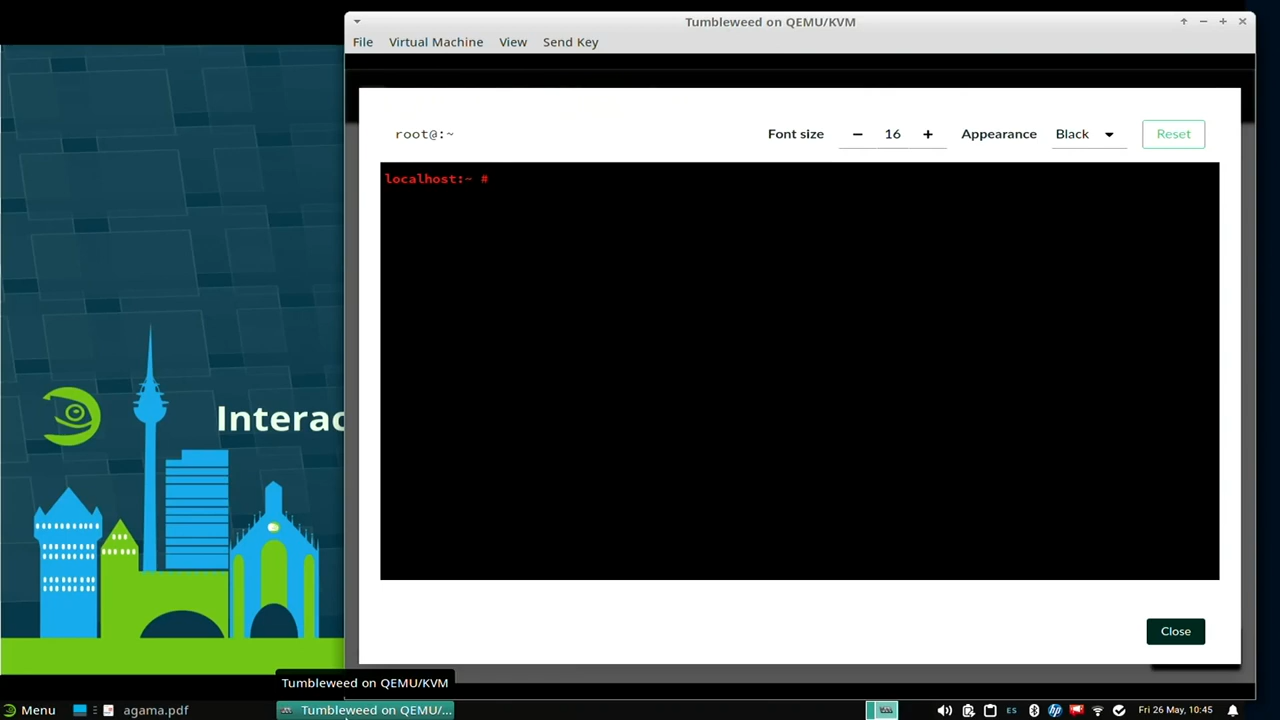 Tumbleweed on QEMU/KVM
File Virtual Machine View Send Key
root@:~ Font size 16 Appearance Black Reset
localhost:~ #
Interac
Close
Tumbleweed on QEMU/KVM
Menu agama.pdf Tumbleweed on QEMU/... ES Fri 26 May, 10:45